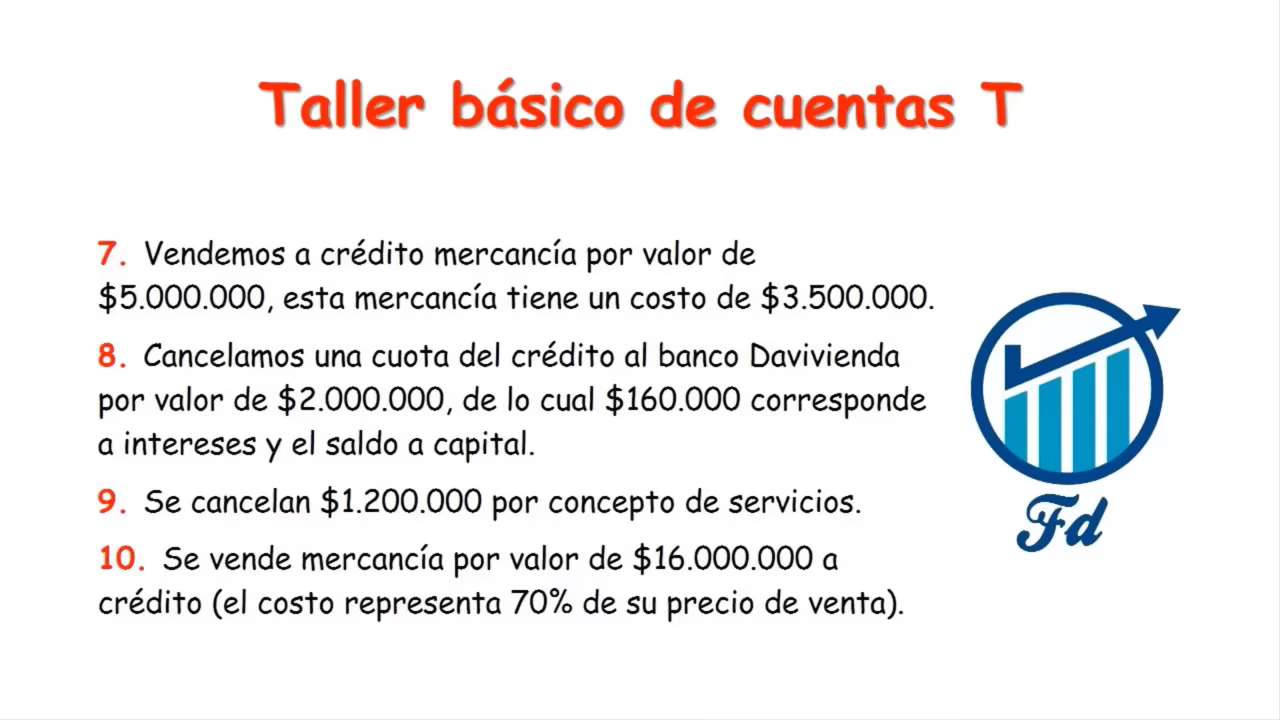 Taller básico de cuentas T
7. Vendemos a crédito mercancía por valor de
$5.000.000, esta mercancía tiene un costo de $3.500.000.
8. Cancelamos una cuota del crédito al banco Davivienda
por valor de $2.000.000, de lo cual $160.000 corresponde
a intereses y el saldo a capital.
9. Se cancelan $1.200.000 por concepto de servicios.
10. Se vende mercancía por valor de $16.000.000 a
crédito (el costo representa 70% de su precio de venta).
Fd